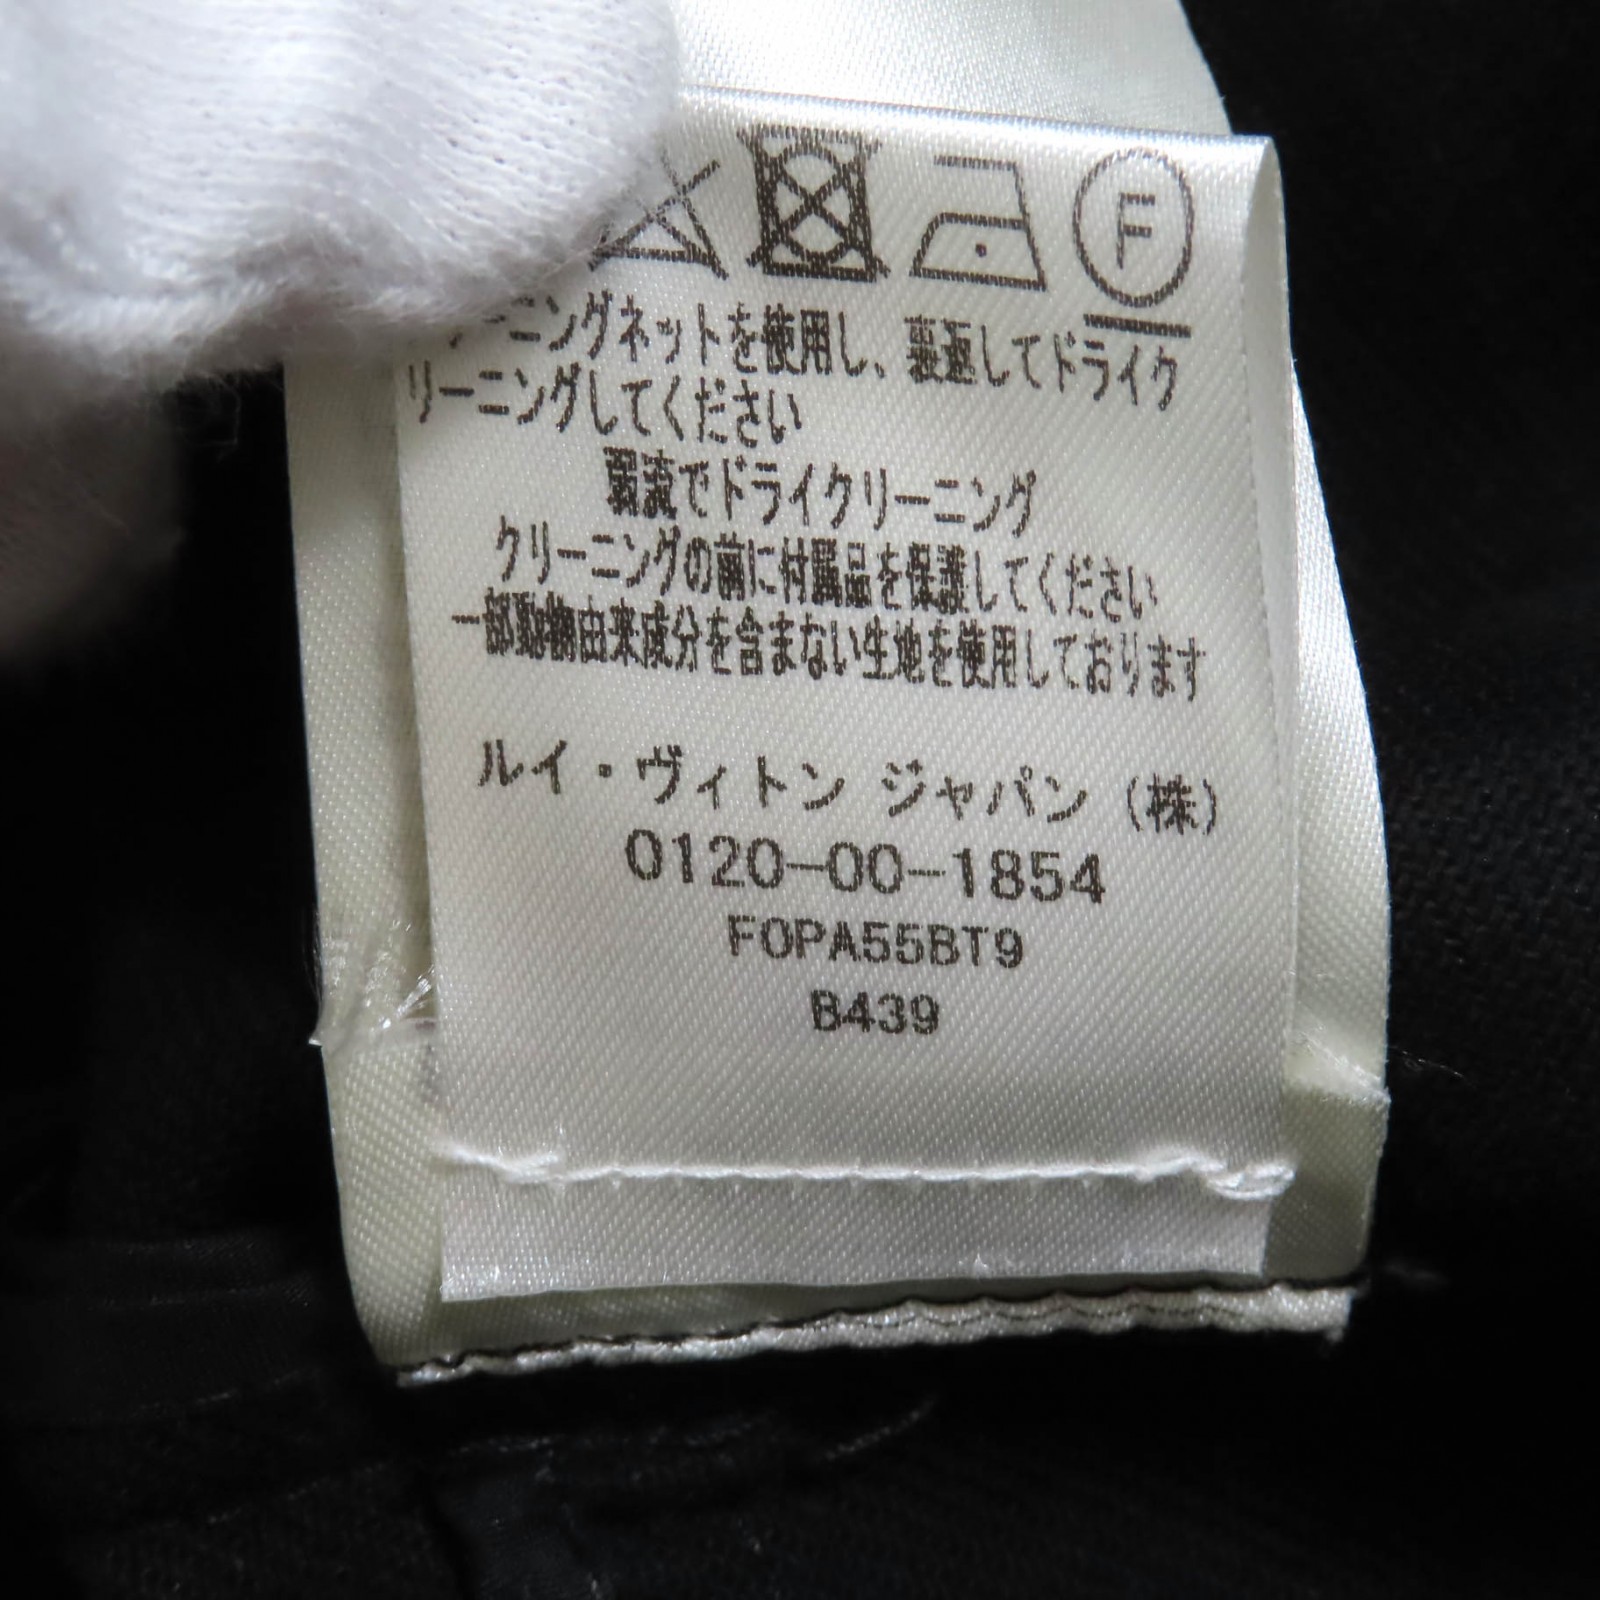 F
ーニングネットを使用し、裏返してドライク
リーニングしてください
弱流でドライクリーニング
クリーニングの前に付属品を保護してください
一部動物由来成分を含まない生地を使用しております
ルイ・ヴィトン ジャパン (株)
0120-00-1854
F0PA55BT9
B439